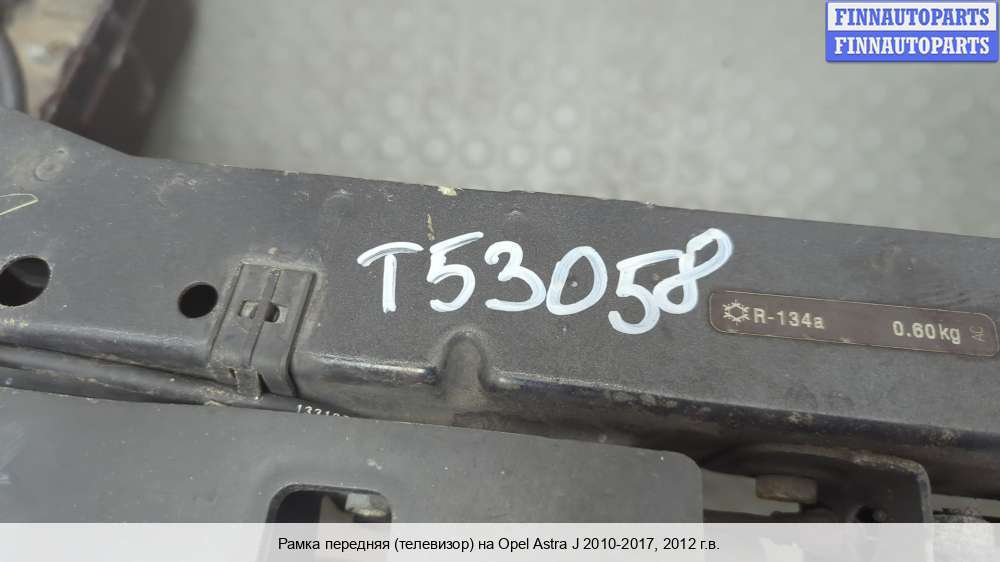 FINNAUTOPARTS
FINNAUTOPARTS
T53058
R-134a 0.60kg AC
Рамка передняя (телевизор) на Opel Astra J 2010-2017, 2012 г.в.